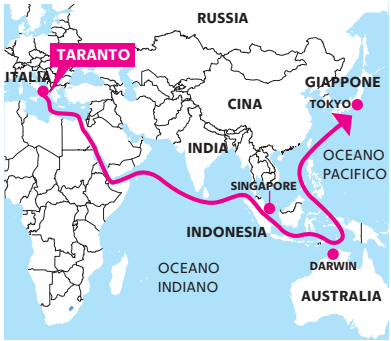 RUSSIA
TARANTO
ITALIA
GIAPPONE
TOKYO
CINA
INDIA
OCEANO
PACIFICO
SINGAPORE
INDONESIA
OCEANO
INDIANO
DARWIN
AUSTRALIA